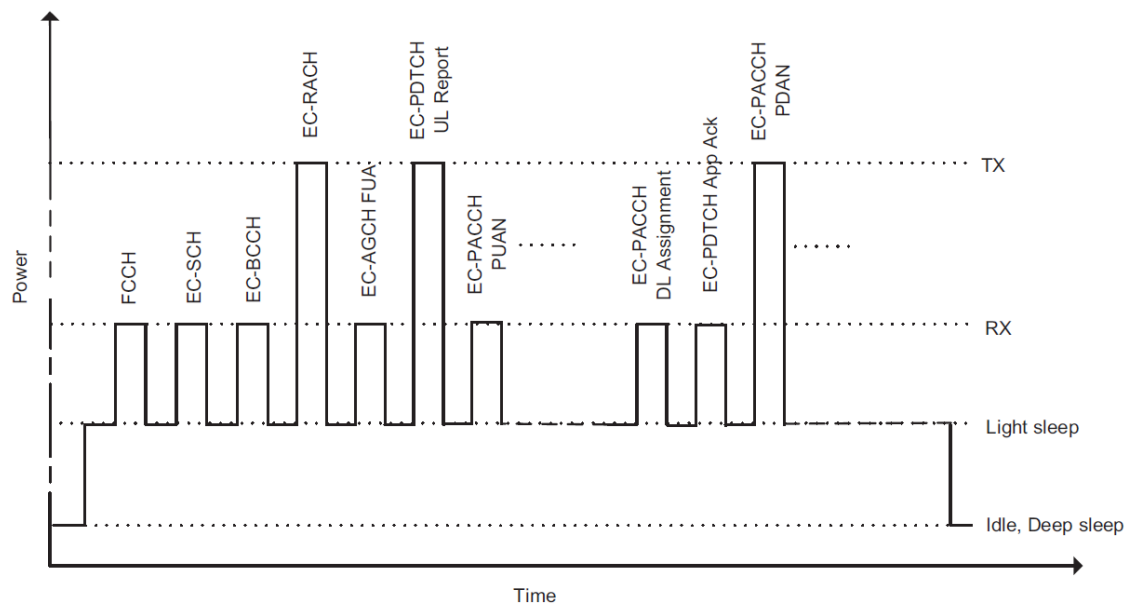 Power
FCCH
EC-SCH
EC-BCCH
EC-RACH
EC-AGCH FUA
EC-PDTCH
UL Report
EC-PACCH
PUAN
EC-PACCH
DL Assignment
EC-PDTCH App Ack
EC-PACCH
PDAN
TX
RX
Light sleep
Idle, Deep sleep
Time